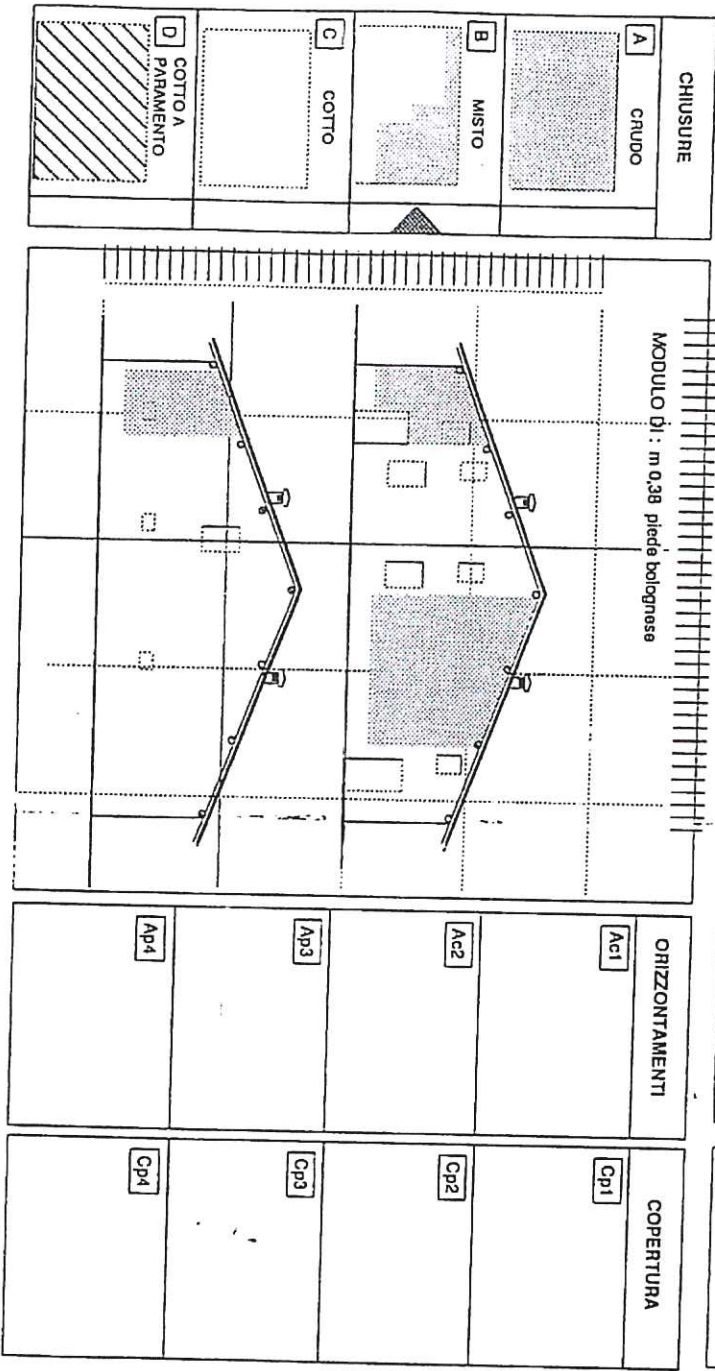 CHIUSURE
A
CRUDO
B
MISTO
C
COTTO
D
COTTO A
PARAMENTO
MODULO DI : m 0,38 piede bolognese
ORIZZONTAMENTI
Ac1
Ac2
Ap3
Ap4
COPERTURA
Cp1
Cp2
Cp3
Cp4